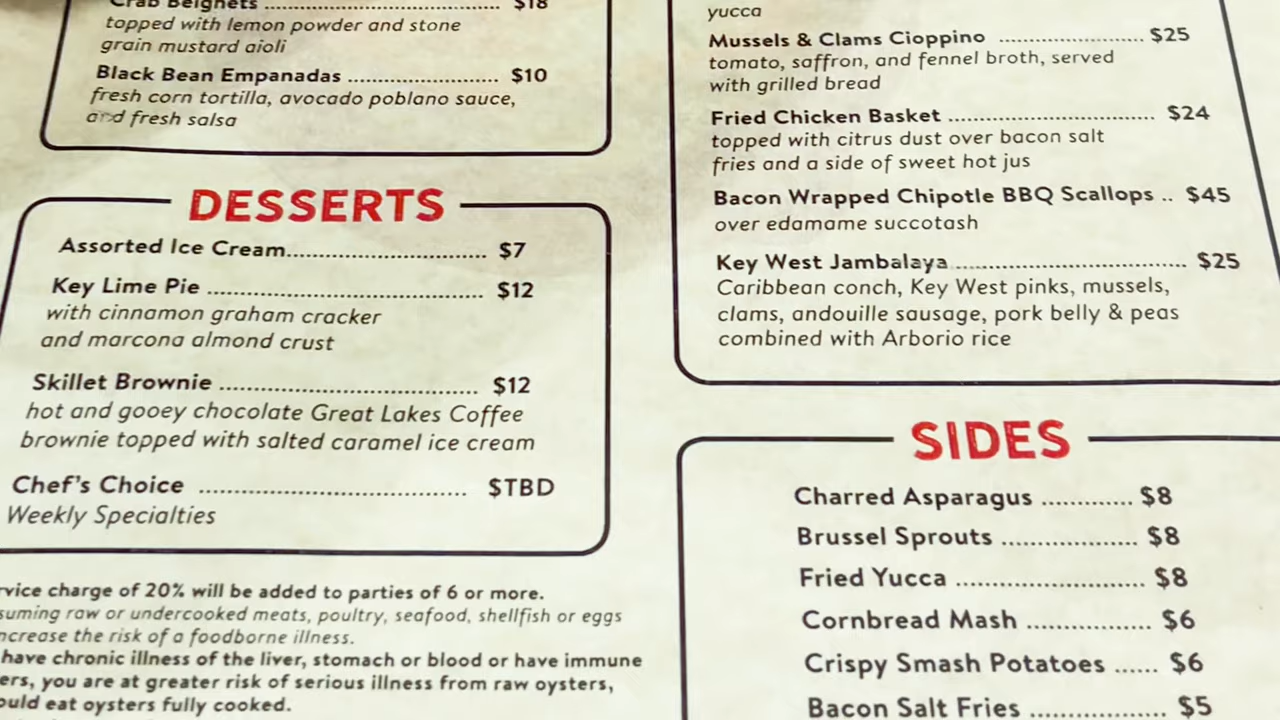 Crab Beignets ........ $18
topped with lemon powder and stone
grain mustard aioli
Black Bean Empanadas ........ $10
fresh corn tortilla, avocado poblano sauce,
and fresh salsa
DESSERTS
Assorted Ice Cream........ $7
Key Lime Pie ........ $12
with cinnamon graham cracker
and marcona almond crust
Skillet Brownie ........ $12
hot and gooey chocolate Great Lakes Coffee
brownie topped with salted caramel ice cream
Chef's Choice ........ $TBD
Weekly Specialties
rvice charge of 20% will be added to parties of 6 or more.
suming raw or undercooked meats, poultry, seafood, shellfish or eggs
ncrease the risk of a foodborne illness.
have chronic illness of the liver, stomach or blood or have immune
ers, you are at greater risk of serious illness from raw oysters,
ould eat oysters fully cooked.
yucca
Mussels & Clams Cioppino ........ $25
tomato, saffron, and fennel broth, served
with grilled bread
Fried Chicken Basket ........ $24
topped with citrus dust over bacon salt
fries and a side of sweet hot jus
Bacon Wrapped Chipotle BBQ Scallops .. $45
over edamame succotash
Key West Jambalaya ........ $25
Caribbean conch, Key West pinks, mussels,
clams, andouille sausage, pork belly & peas
combined with Arborio rice
SIDES
Charred Asparagus ........ $8
Brussel Sprouts ........ $8
Fried Yucca ........ $8
Cornbread Mash ........ $6
Crispy Smash Potatoes ...... $6
Bacon Salt Fries ........ $5